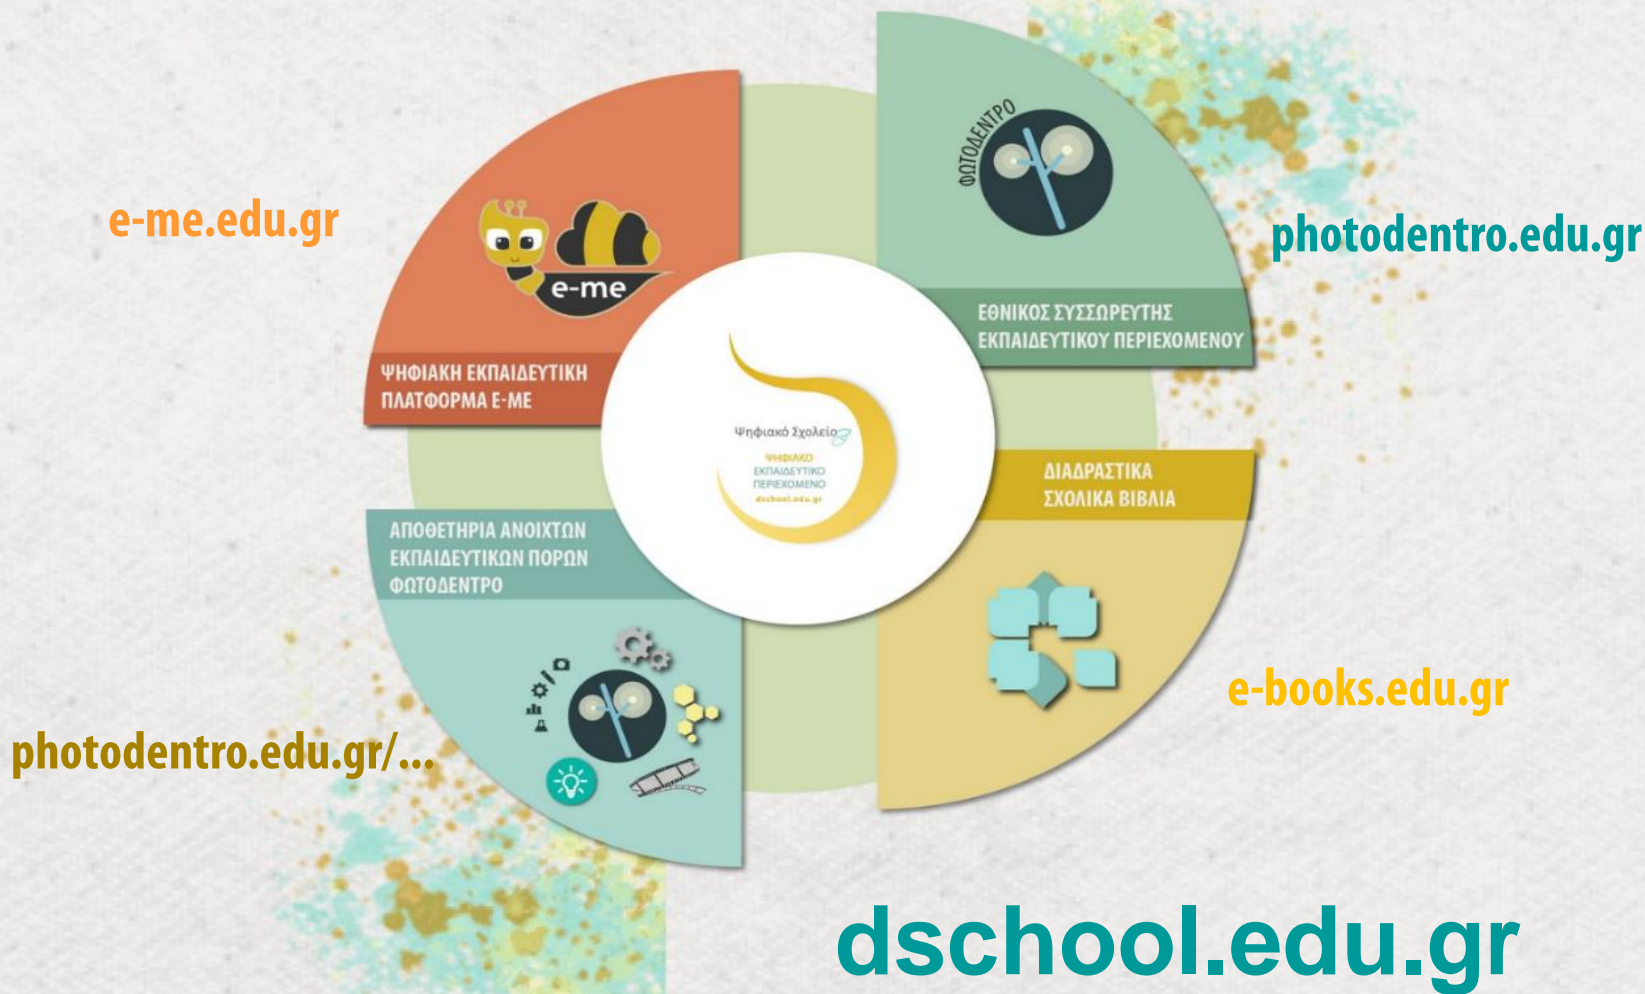 ΦΩΤΟΔΕΝΤΡΟ
e-me.edu.gr
photodentro.edu.gr
e-me
ΕΘΝΙΚΟΣ ΣΥΣΣΩΡΕΥΤΗΣ
ΕΚΠΑΙΔΕΥΤΙΚΟΥ ΠΕΡΙΕΧΟΜΕΝΟΥ
ΨΗΦΙΑΚΗ ΕΚΠΑΙΔΕΥΤΙΚΗ
ΠΛΑΤΦΟΡΜΑ E-ME
Ψηφιακό Σχολείο
ΨΗΦΙΑΚΟ
ΕΚΠΑΙΔΕΥΤΙΚΟ
ΠΕΡΙΕΧΟΜΕΝΟ
dschool.edu.gr
ΔΙΑΔΡΑΣΤΙΚΑ
ΣΧΟΛΙΚΑ ΒΙΒΛΙΑ
ΑΠΟΘΕΤΗΡΙΑ ΑΝΟΙΧΤΩΝ
ΕΚΠΑΙΔΕΥΤΙΚΩΝ ΠΟΡΩΝ
ΦΩΤΟΔΕΝΤΡΟ
e-books.edu.gr
photodentro.edu.gr/...
dschool.edu.gr